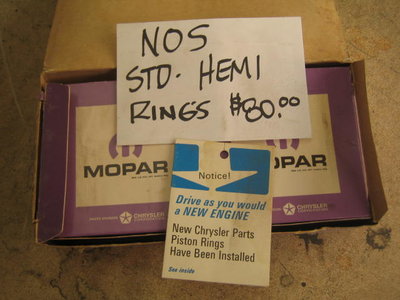 NOS
STD. HEMI
RINGS $80.00
MOPAR
MOPAR
CHRYSLER
CHRYSLER
Notice!
Drive as you would
a NEW ENGINE
New Chrysler Parts
Piston Rings
Have Been Installed
See inside